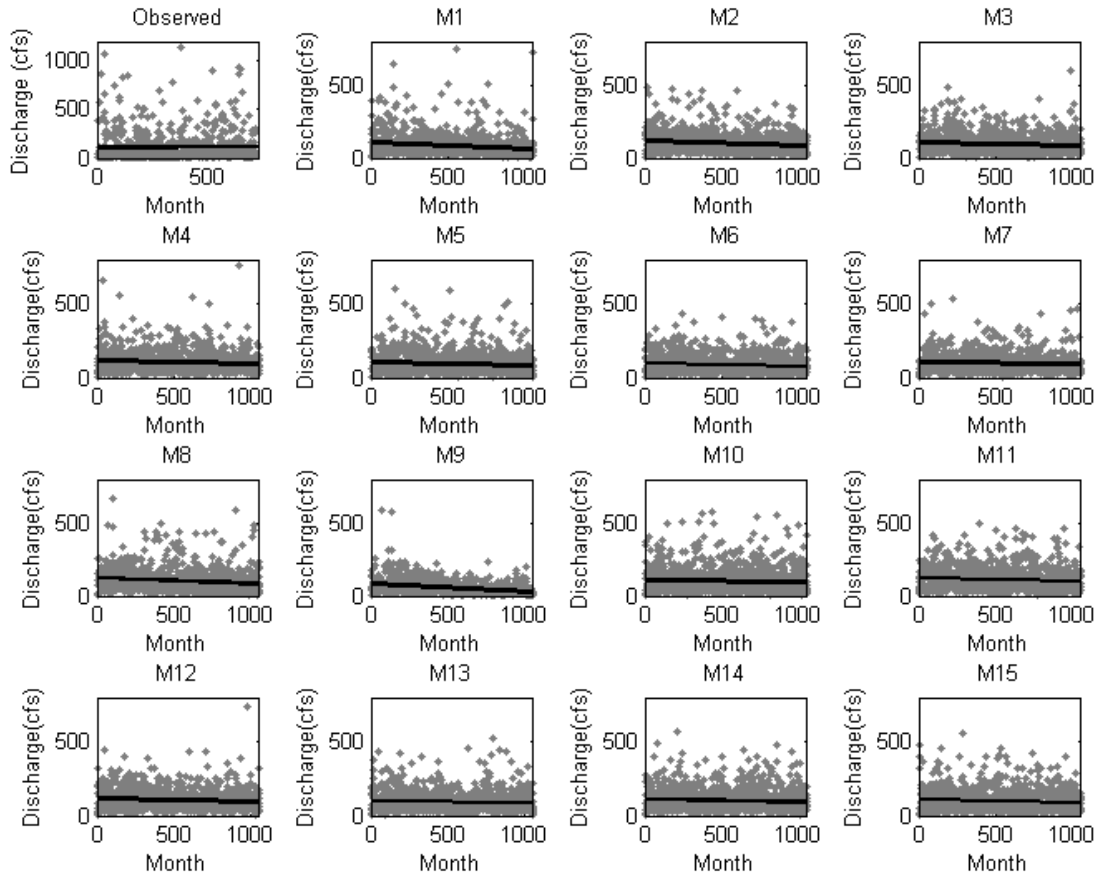 Observed
M1
M2
M3
Discharge (cfs)
1000
500
0
0 500
Month
Discharge(cfs)
500
0
0 500 1000
Month
Discharge(cfs)
500
0
0 500 1000
Month
Discharge(cfs)
500
0
0 500 1000
Month
M4
M5
M6
M7
Discharge(cfs)
500
0
0 500 1000
Month
Discharge(cfs)
500
0
0 500 1000
Month
Discharge(cfs)
500
0
0 500 1000
Month
Discharge(cfs)
500
0
0 500 1000
Month
M8
M9
M10
M11
Discharge(cfs)
500
0
0 500 1000
Month
Discharge(cfs)
500
0
0 500 1000
Month
Discharge(cfs)
500
0
0 500 1000
Month
Discharge(cfs)
500
0
0 500 1000
Month
M12
M13
M14
M15
Discharge(cfs)
500
0
0 500 1000
Month
Discharge(cfs)
500
0
0 500 1000
Month
Discharge(cfs)
500
0
0 500 1000
Month
Discharge(cfs)
500
0
0 500 1000
Month